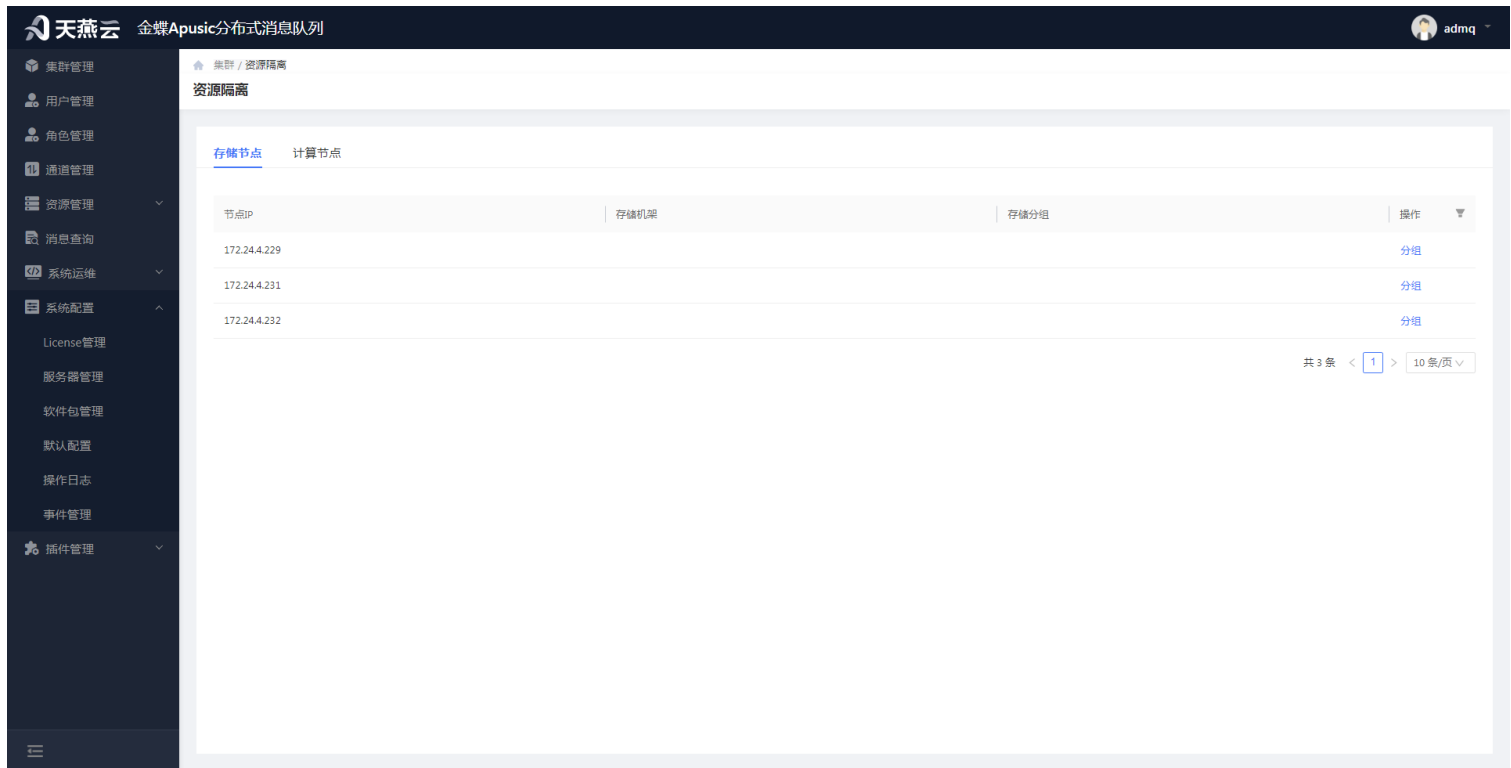 天燕云 金蝶Apusic分布式消息队列
admq
集群管理
用户管理
角色管理
通道管理
资源管理
消息查询
系统运维
系统配置
License管理
服务器管理
软件包管理
默认配置
操作日志
事件管理
插件管理
集群 / 资源隔离
资源隔离
存储节点 计算节点
节点IP 存储机架 存储分组 操作
172.24.4.229 分组
172.24.4.231 分组
172.24.4.232 分组
共 3 条 < 1 > 10 条/页